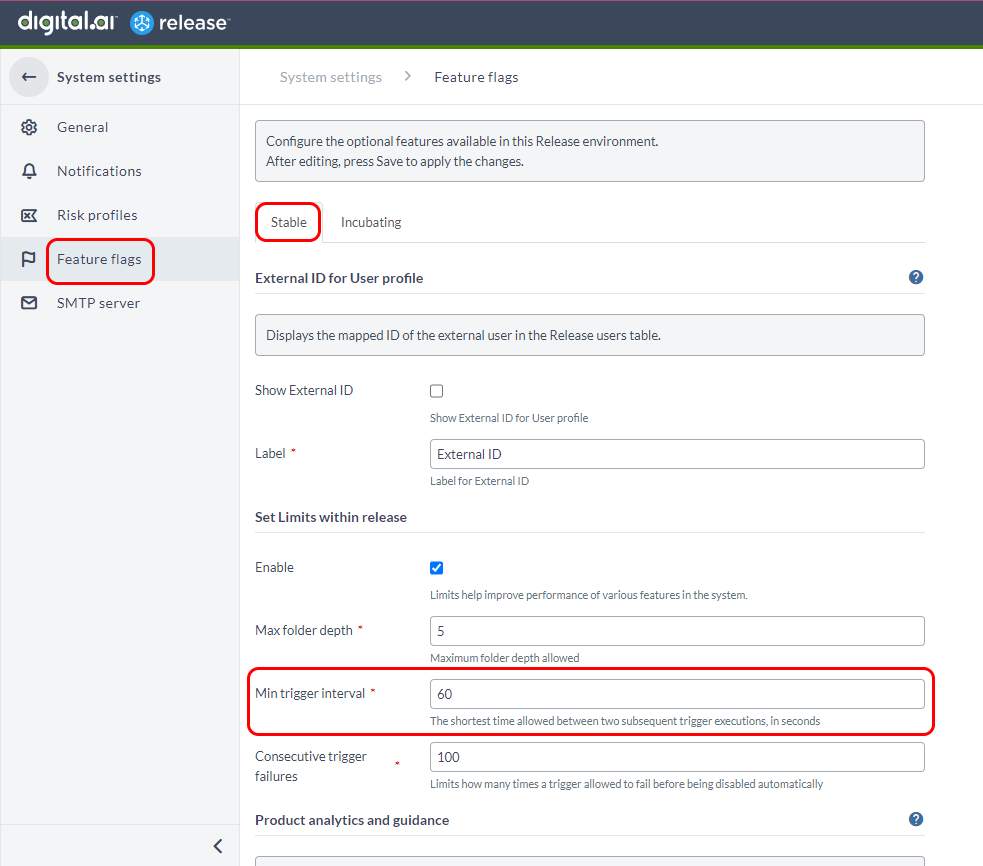 digital.ai release
System settings
General
Notifications
Risk profiles
Feature flags
SMTP server
System settings > Feature flags
Configure the optional features available in this Release environment.
After editing, press Save to apply the changes.
Stable Incubating
External ID for User profile
Displays the mapped ID of the external user in the Release users table.
Show External ID
Show External ID for User profile
Label * External ID
Label for External ID
Set Limits within release
Enable
Limits help improve performance of various features in the system.
Max folder depth * 5
Maximum folder depth allowed
Min trigger interval * 60
The shortest time allowed between two subsequent trigger executions, in seconds
Consecutive trigger
failures * 100
Limits how many times a trigger allowed to fail before being disabled automatically
Product analytics and guidance